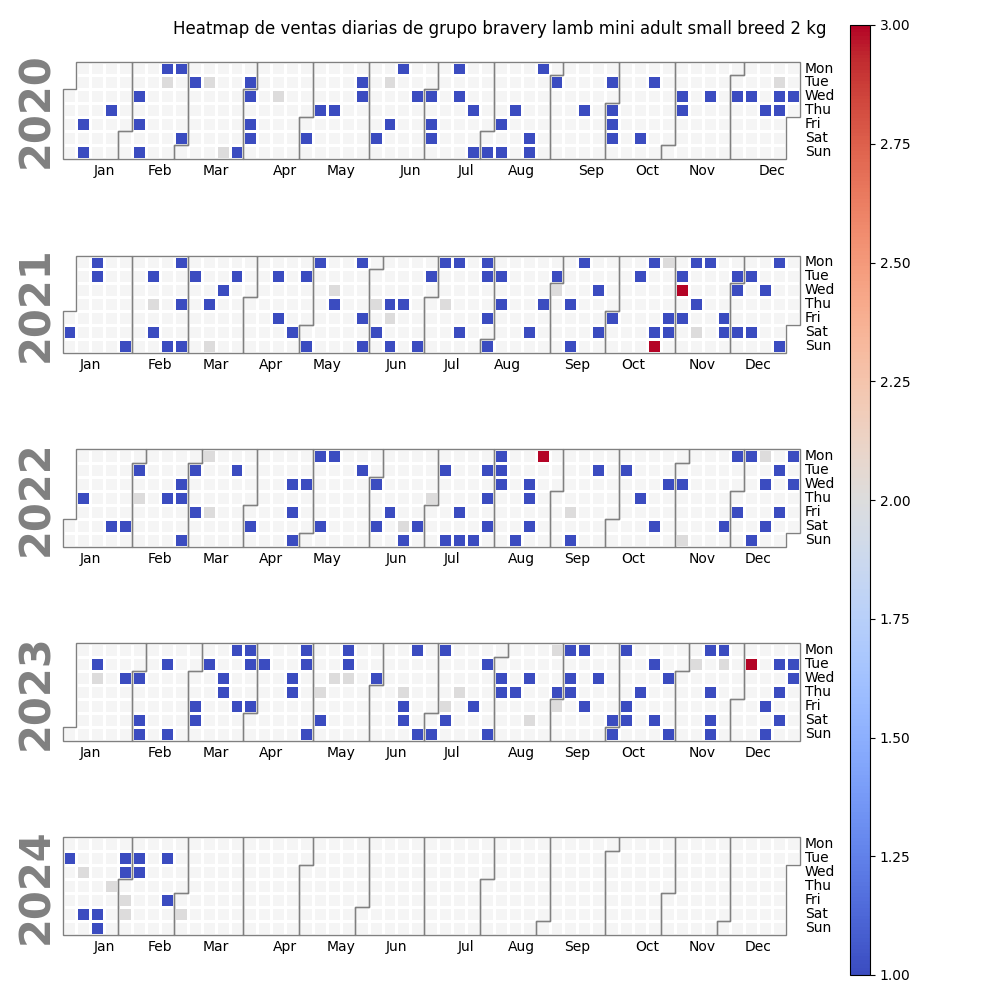 Heatmap de ventas diarias de grupo bravery lamb mini adult small breed 2 kg
2020
Mon
Tue
Wed
Thu
Fri
Sat
Sun
Jan Feb Mar Apr May Jun Jul Aug Sep Oct Nov Dec
2021
Mon
Tue
Wed
Thu
Fri
Sat
Sun
Jan Feb Mar Apr May Jun Jul Aug Sep Oct Nov Dec
2022
Mon
Tue
Wed
Thu
Fri
Sat
Sun
Jan Feb Mar Apr May Jun Jul Aug Sep Oct Nov Dec
2023
Mon
Tue
Wed
Thu
Fri
Sat
Sun
Jan Feb Mar Apr May Jun Jul Aug Sep Oct Nov Dec
2024
Mon
Tue
Wed
Thu
Fri
Sat
Sun
Jan Feb Mar Apr May Jun Jul Aug Sep Oct Nov Dec
3.00
2.75
2.50
2.25
2.00
1.75
1.50
1.25
1.00